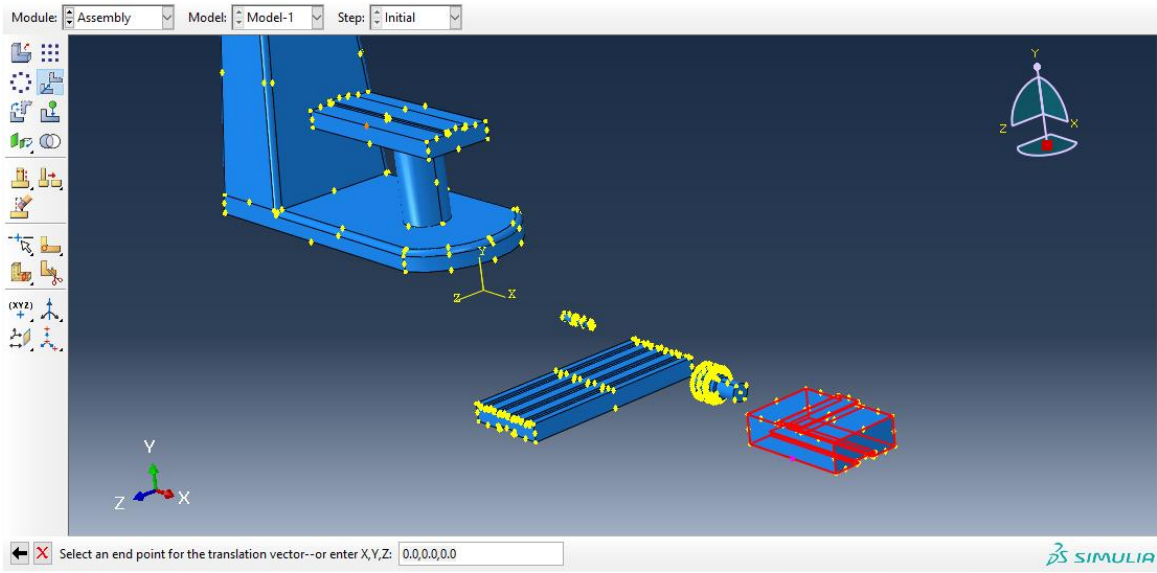 Module: Assembly Model: Model-1 Step: Initial
Y
Z X
(XYZ)
Y
Z X
Y
Z X
Select an end point for the translation vector--or enter X,Y,Z: 0.0,0.0,0.0
SIMULIA